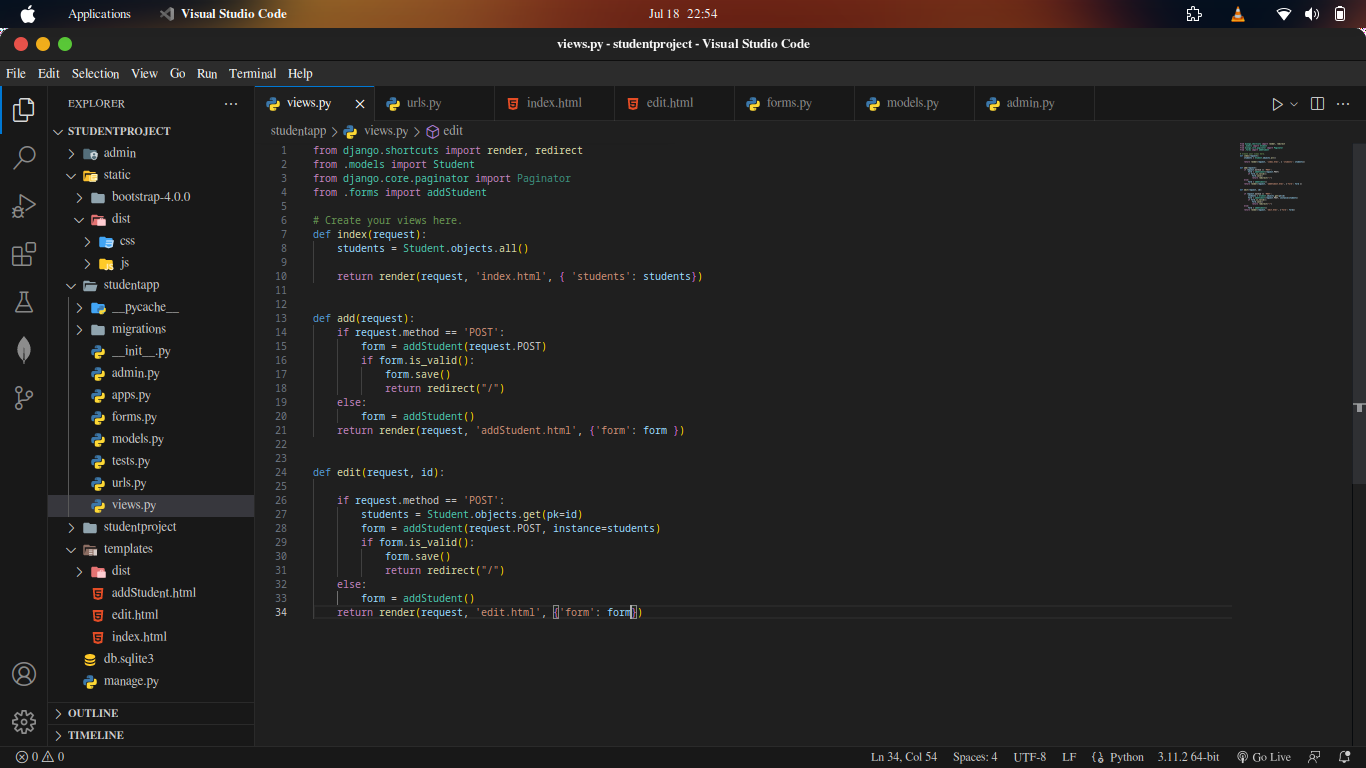 Applications
Visual Studio Code
Jul 18 22:54
views.py - studentproject - Visual Studio Code
File Edit Selection View Go Run Terminal Help
EXPLORER
STUDENTPROJECT
admin
static
bootstrap-4.0.0
dist
css
js
studentapp
__pycache__
migrations
__init__.py
admin.py
apps.py
forms.py
models.py
tests.py
urls.py
views.py
studentproject
templates
dist
addStudent.html
edit.html
index.html
db.sqlite3
manage.py
OUTLINE
TIMELINE
views.py urls.py index.html edit.html forms.py models.py admin.py
studentapp > views.py > edit
1 from django.shortcuts import render, redirect
2 from .models import Student
3 from django.core.paginator import Paginator
4 from .forms import addStudent
5
6 # Create your views here.
7 def index(request):
8 students = Student.objects.all()
9
10 return render(request, 'index.html', { 'students': students})
11
12
13 def add(request):
14 if request.method == 'POST':
15 form = addStudent(request.POST)
16 if form.is_valid():
17 form.save()
18 return redirect("/")
19 else:
20 form = addStudent()
21 return render(request, 'addStudent.html', {'form': form })
22
23
24 def edit(request, id):
25
26 if request.method == 'POST':
27 students = Student.objects.get(pk=id)
28 form = addStudent(request.POST, instance=students)
29 if form.is_valid():
30 form.save()
31 return redirect("/")
32 else:
33 form = addStudent()
34 return render(request, 'edit.html', {'form': form})
0 0
Ln 34, Col 54 Spaces: 4 UTF-8 LF Python 3.11.2 64-bit Go Live